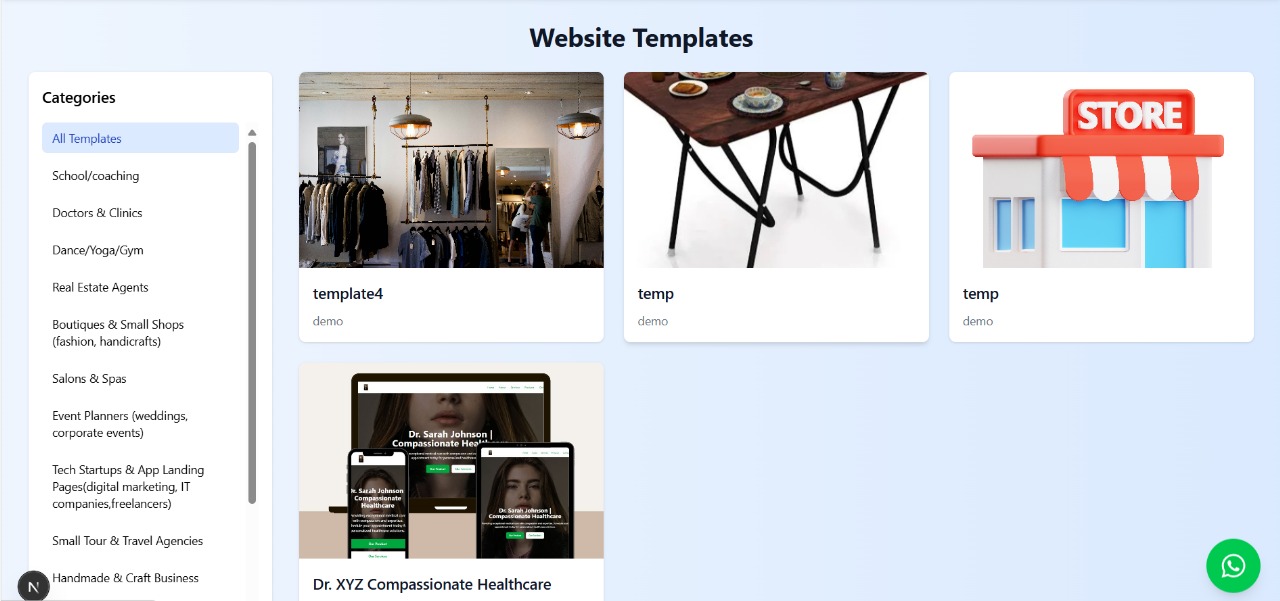 Website Templates
Categories
All Templates
School/coaching
Doctors & Clinics
Dance/Yoga/Gym
Real Estate Agents
Boutiques & Small Shops
(fashion, handicrafts)
Salons & Spas
Event Planners (weddings,
corporate events)
Tech Startups & App Landing
Pages(digital marketing, IT
companies,freelancers)
Small Tour & Travel Agencies
Handmade & Craft Business
N
template4
demo
temp
demo
STORE
temp
demo
Dr. Sarah Johnson |
Compassionate Healthcare
Dr. Sarah Johnson
Compassionate
Healthcare
Dr. Sarah Johnson |
Compassionate Healthcare
Dr. XYZ Compassionate Healthcare